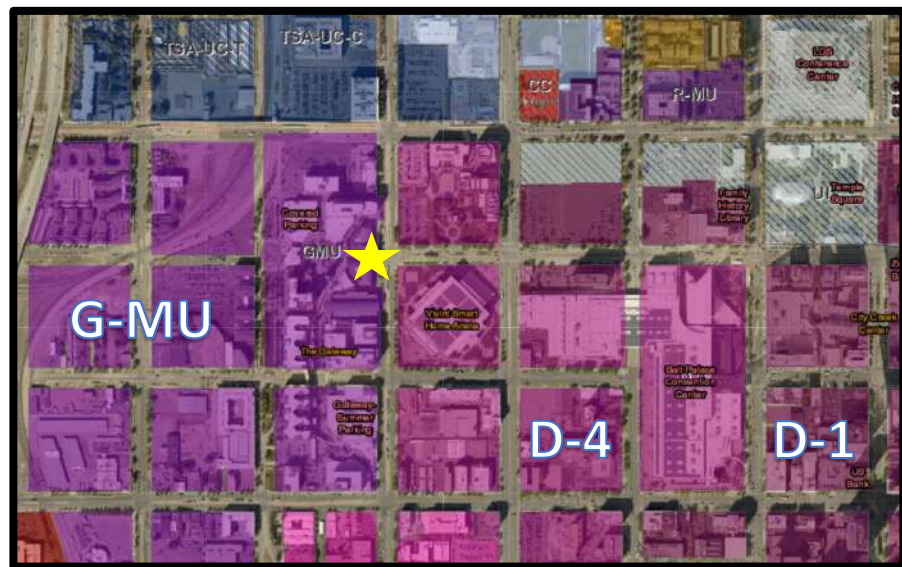 TSA-UC-T
TSA-UC-C
CC
R-MU
LDS
Conference
Center
Covered
Parking
GMU
Family
History
Library
UI
Temple
Square
G-MU
Vivint Smart
Home Arena
The Gateway
City Creek
Center
Salt Palace
Convention
Center
Gateway-
Summer
Parking
D-4
D-1
US
Bank